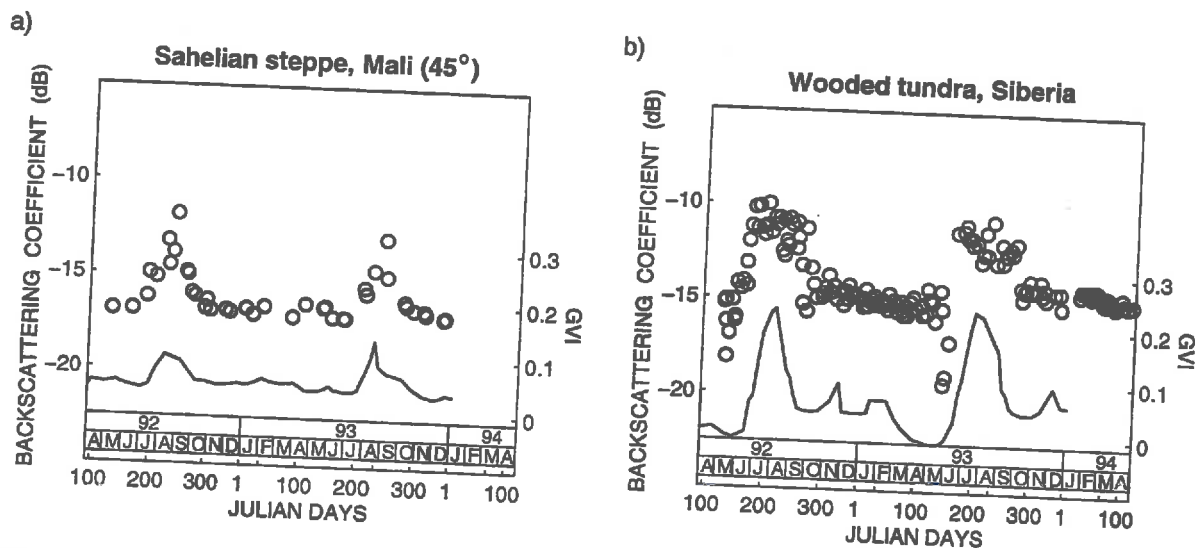 a)
Sahelian steppe, Mali (45°)
BACKSCATTERING COEFFICIENT (dB)
−10
−15
−20
0.3
0.2
0.1
0
GVI
92 93 94
A M J J A S O N D J F M A M J J A S O N D J F M A
100 200 300 1 100 200 300 1 100
JULIAN DAYS
b)
Wooded tundra, Siberia
BACKSCATTERING COEFFICIENT (dB)
−10
−15
−20
0.3
0.2
0.1
0
GVI
92 93 94
A M J J A S O N D J F M A M J J A S O N D J F M A
100 200 300 1 100 200 300 1 100
JULIAN DAYS